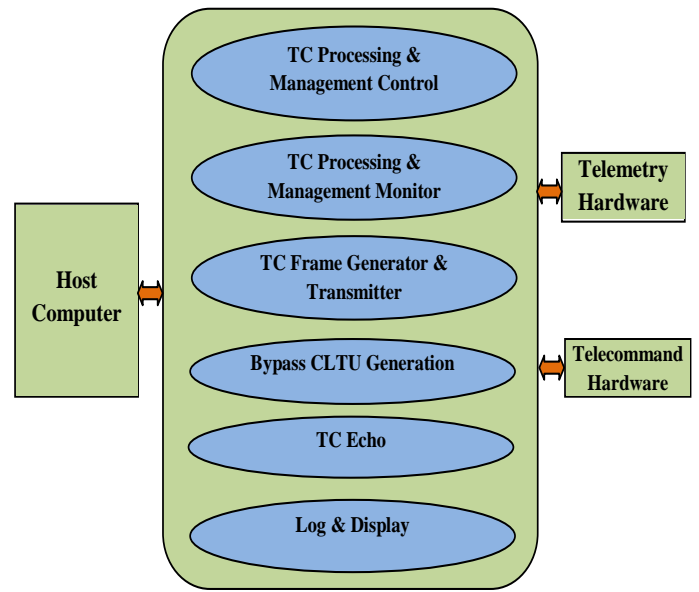 TC Processing &
Management Control
TC Processing &
Management Monitor
TC Frame Generator &
Transmitter
Bypass CLTU Generation
TC Echo
Log & Display
Host
Computer
Telemetry
Hardware
Telecommand
Hardware